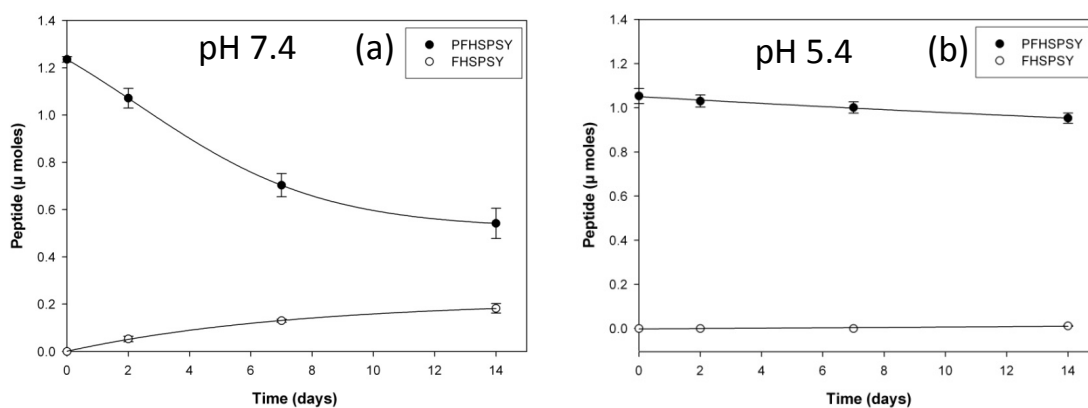 pH 7.4 (a)
PFHSPSY
FHSPSY
Peptide (μ moles)
1.4
1.2
1.0
0.8
0.6
0.4
0.2
0.0
0 2 4 6 8 10 12 14
Time (days)
pH 5.4 (b)
PFHSPSY
FHSPSY
Peptide (μ moles)
1.4
1.2
1.0
0.8
0.6
0.4
0.2
0.0
0 2 4 6 8 10 12 14
Time (days)